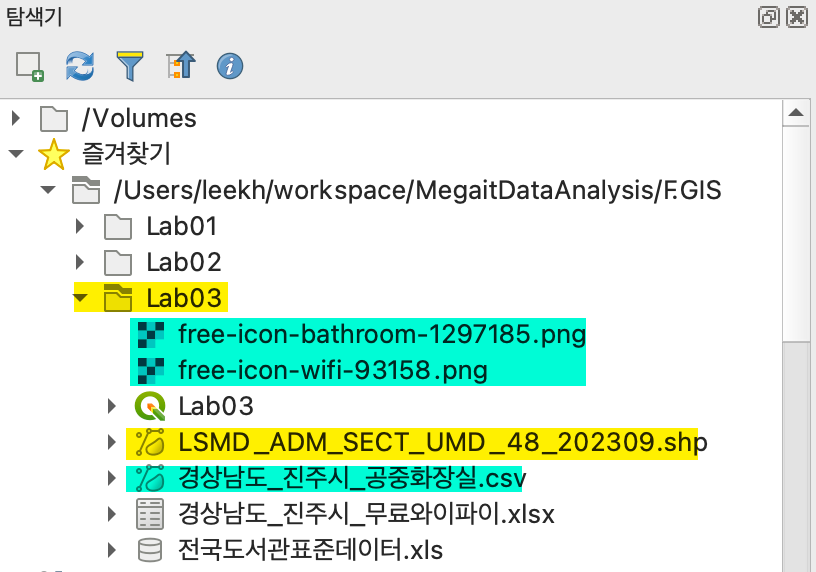 탐색기
/Volumes
즐겨찾기
/Users/leekh/workspace/MegaitDataAnalysis/F.GIS
Lab01
Lab02
Lab03
free-icon-bathroom-1297185.png
free-icon-wifi-93158.png
Lab03
LSMD_ADM_SECT_UMD_48_202309.shp
경상남도_진주시_공중화장실.csv
경상남도_진주시_무료와이파이.xlsx
전국도서관표준데이터.xls